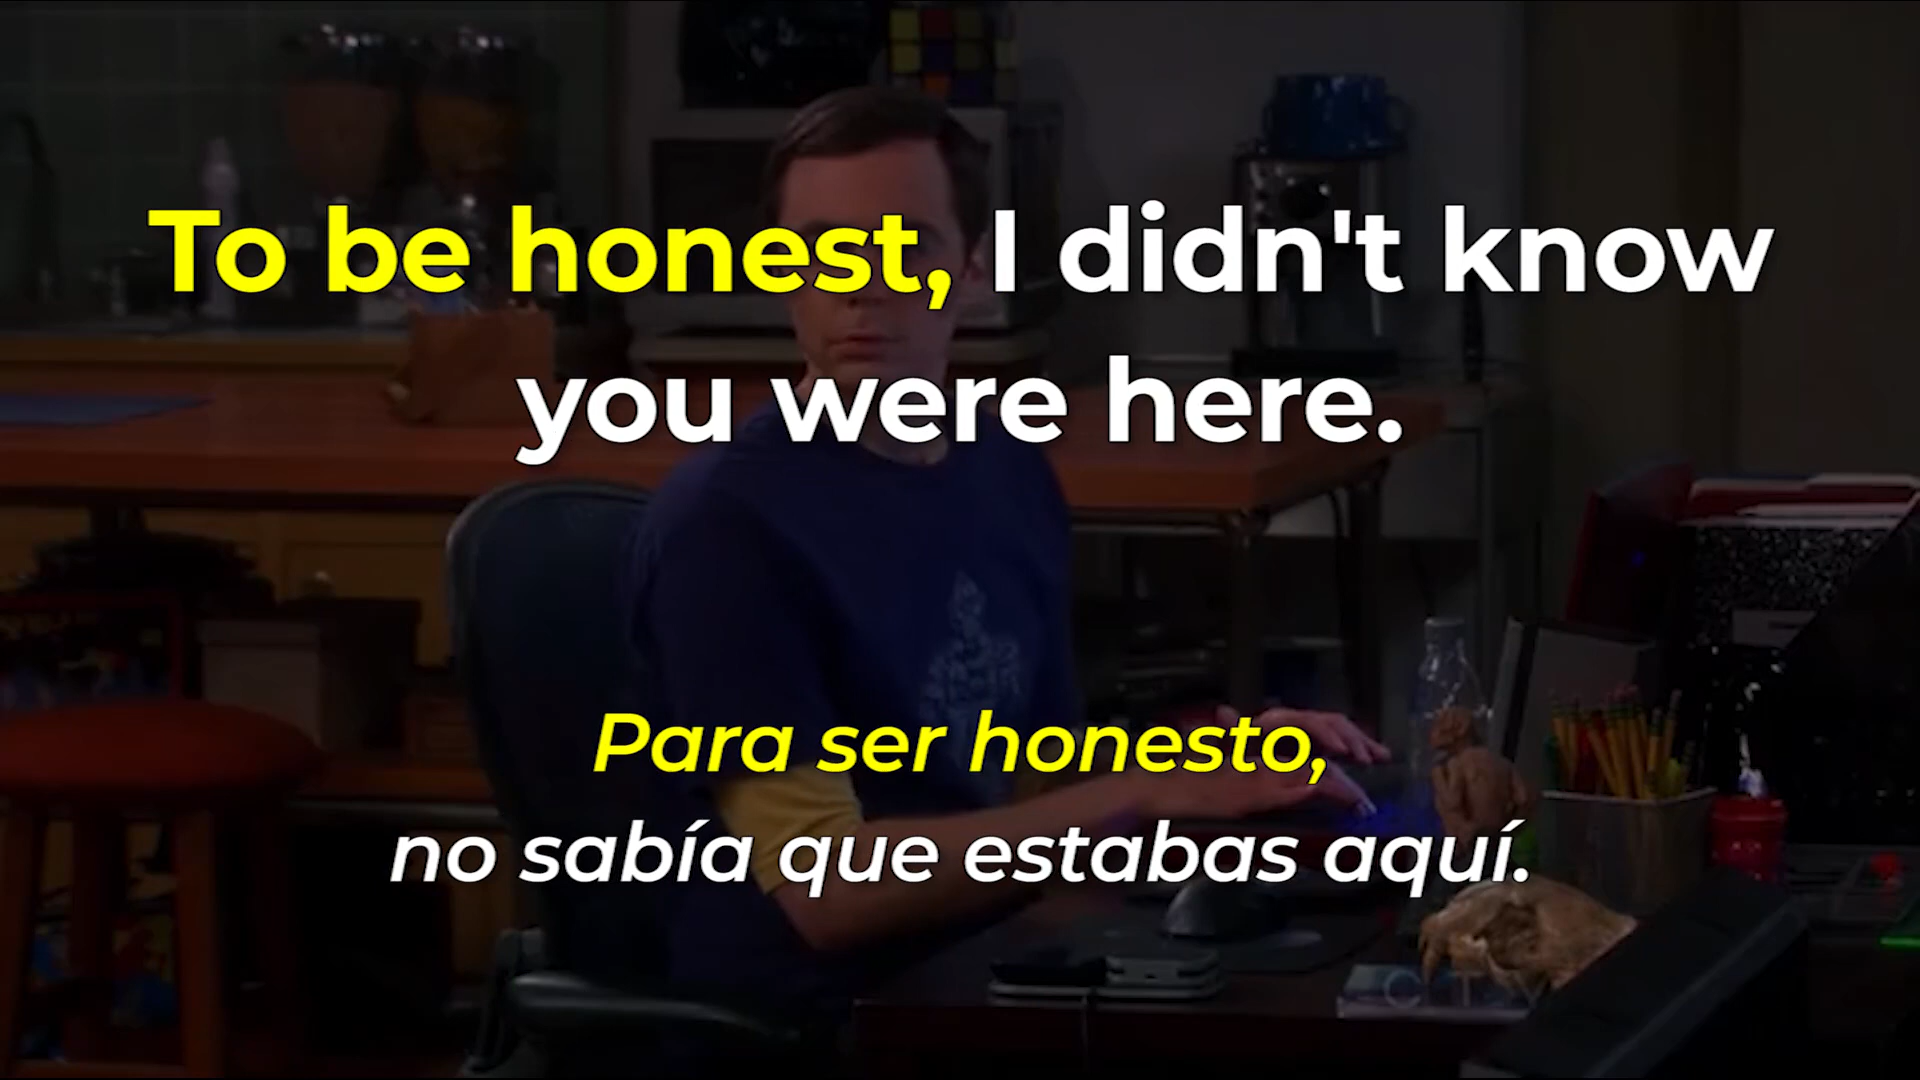 To be honest, I didn't know
you were here.
Para ser honesto,
no sabía que estabas aquí.